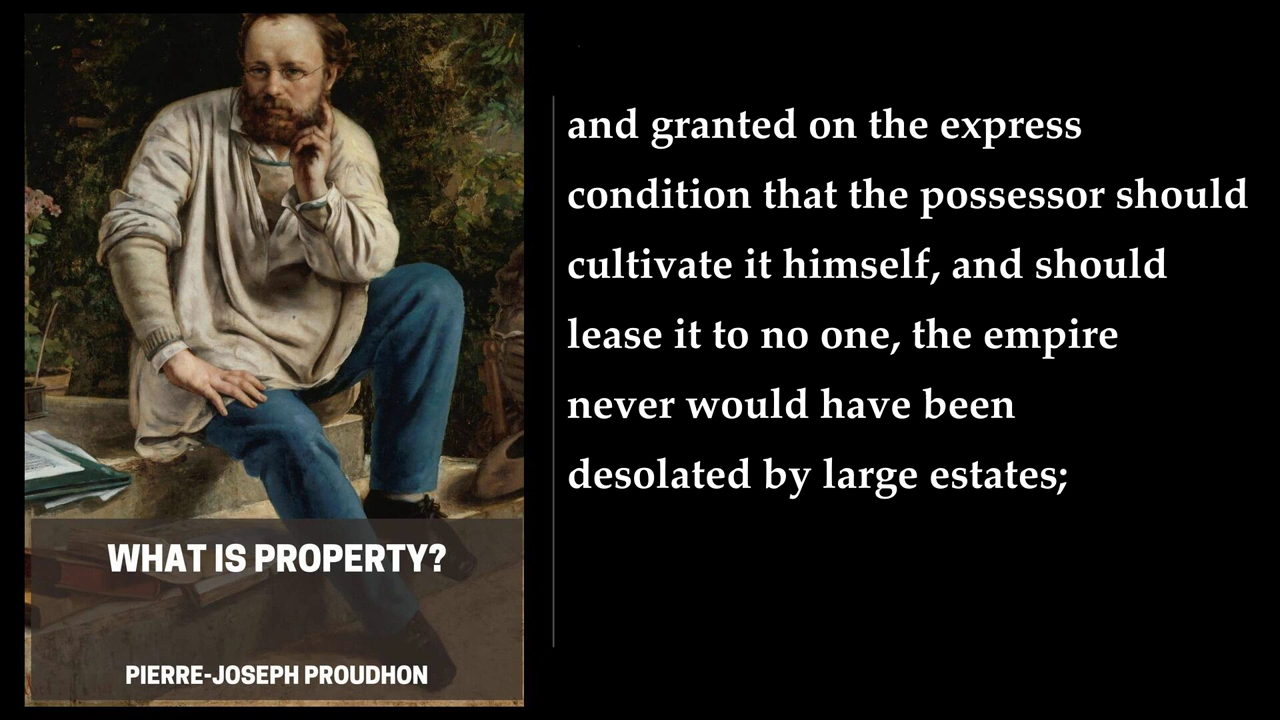 WHAT IS PROPERTY?
PIERRE-JOSEPH PROUDHON
and granted on the express
condition that the possessor should
cultivate it himself, and should
lease it to no one, the empire
never would have been
desolated by large estates;